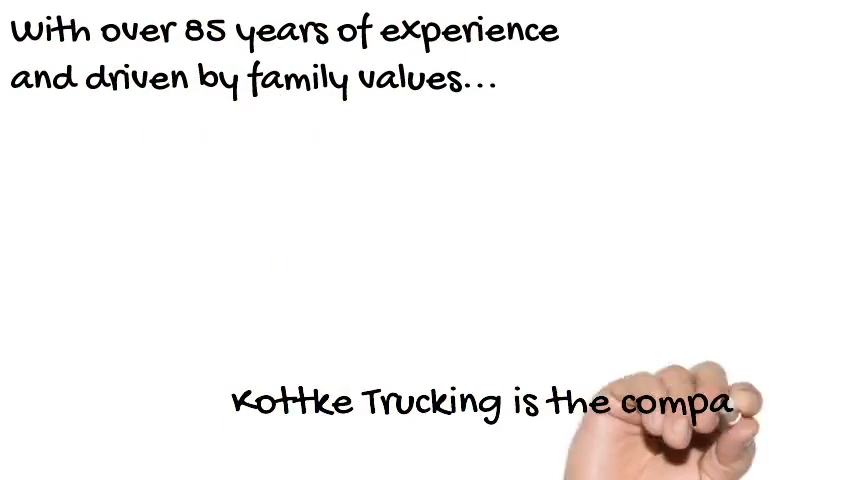 With over 85 years of experience
and driven by family values...
Kottke Trucking is the compa